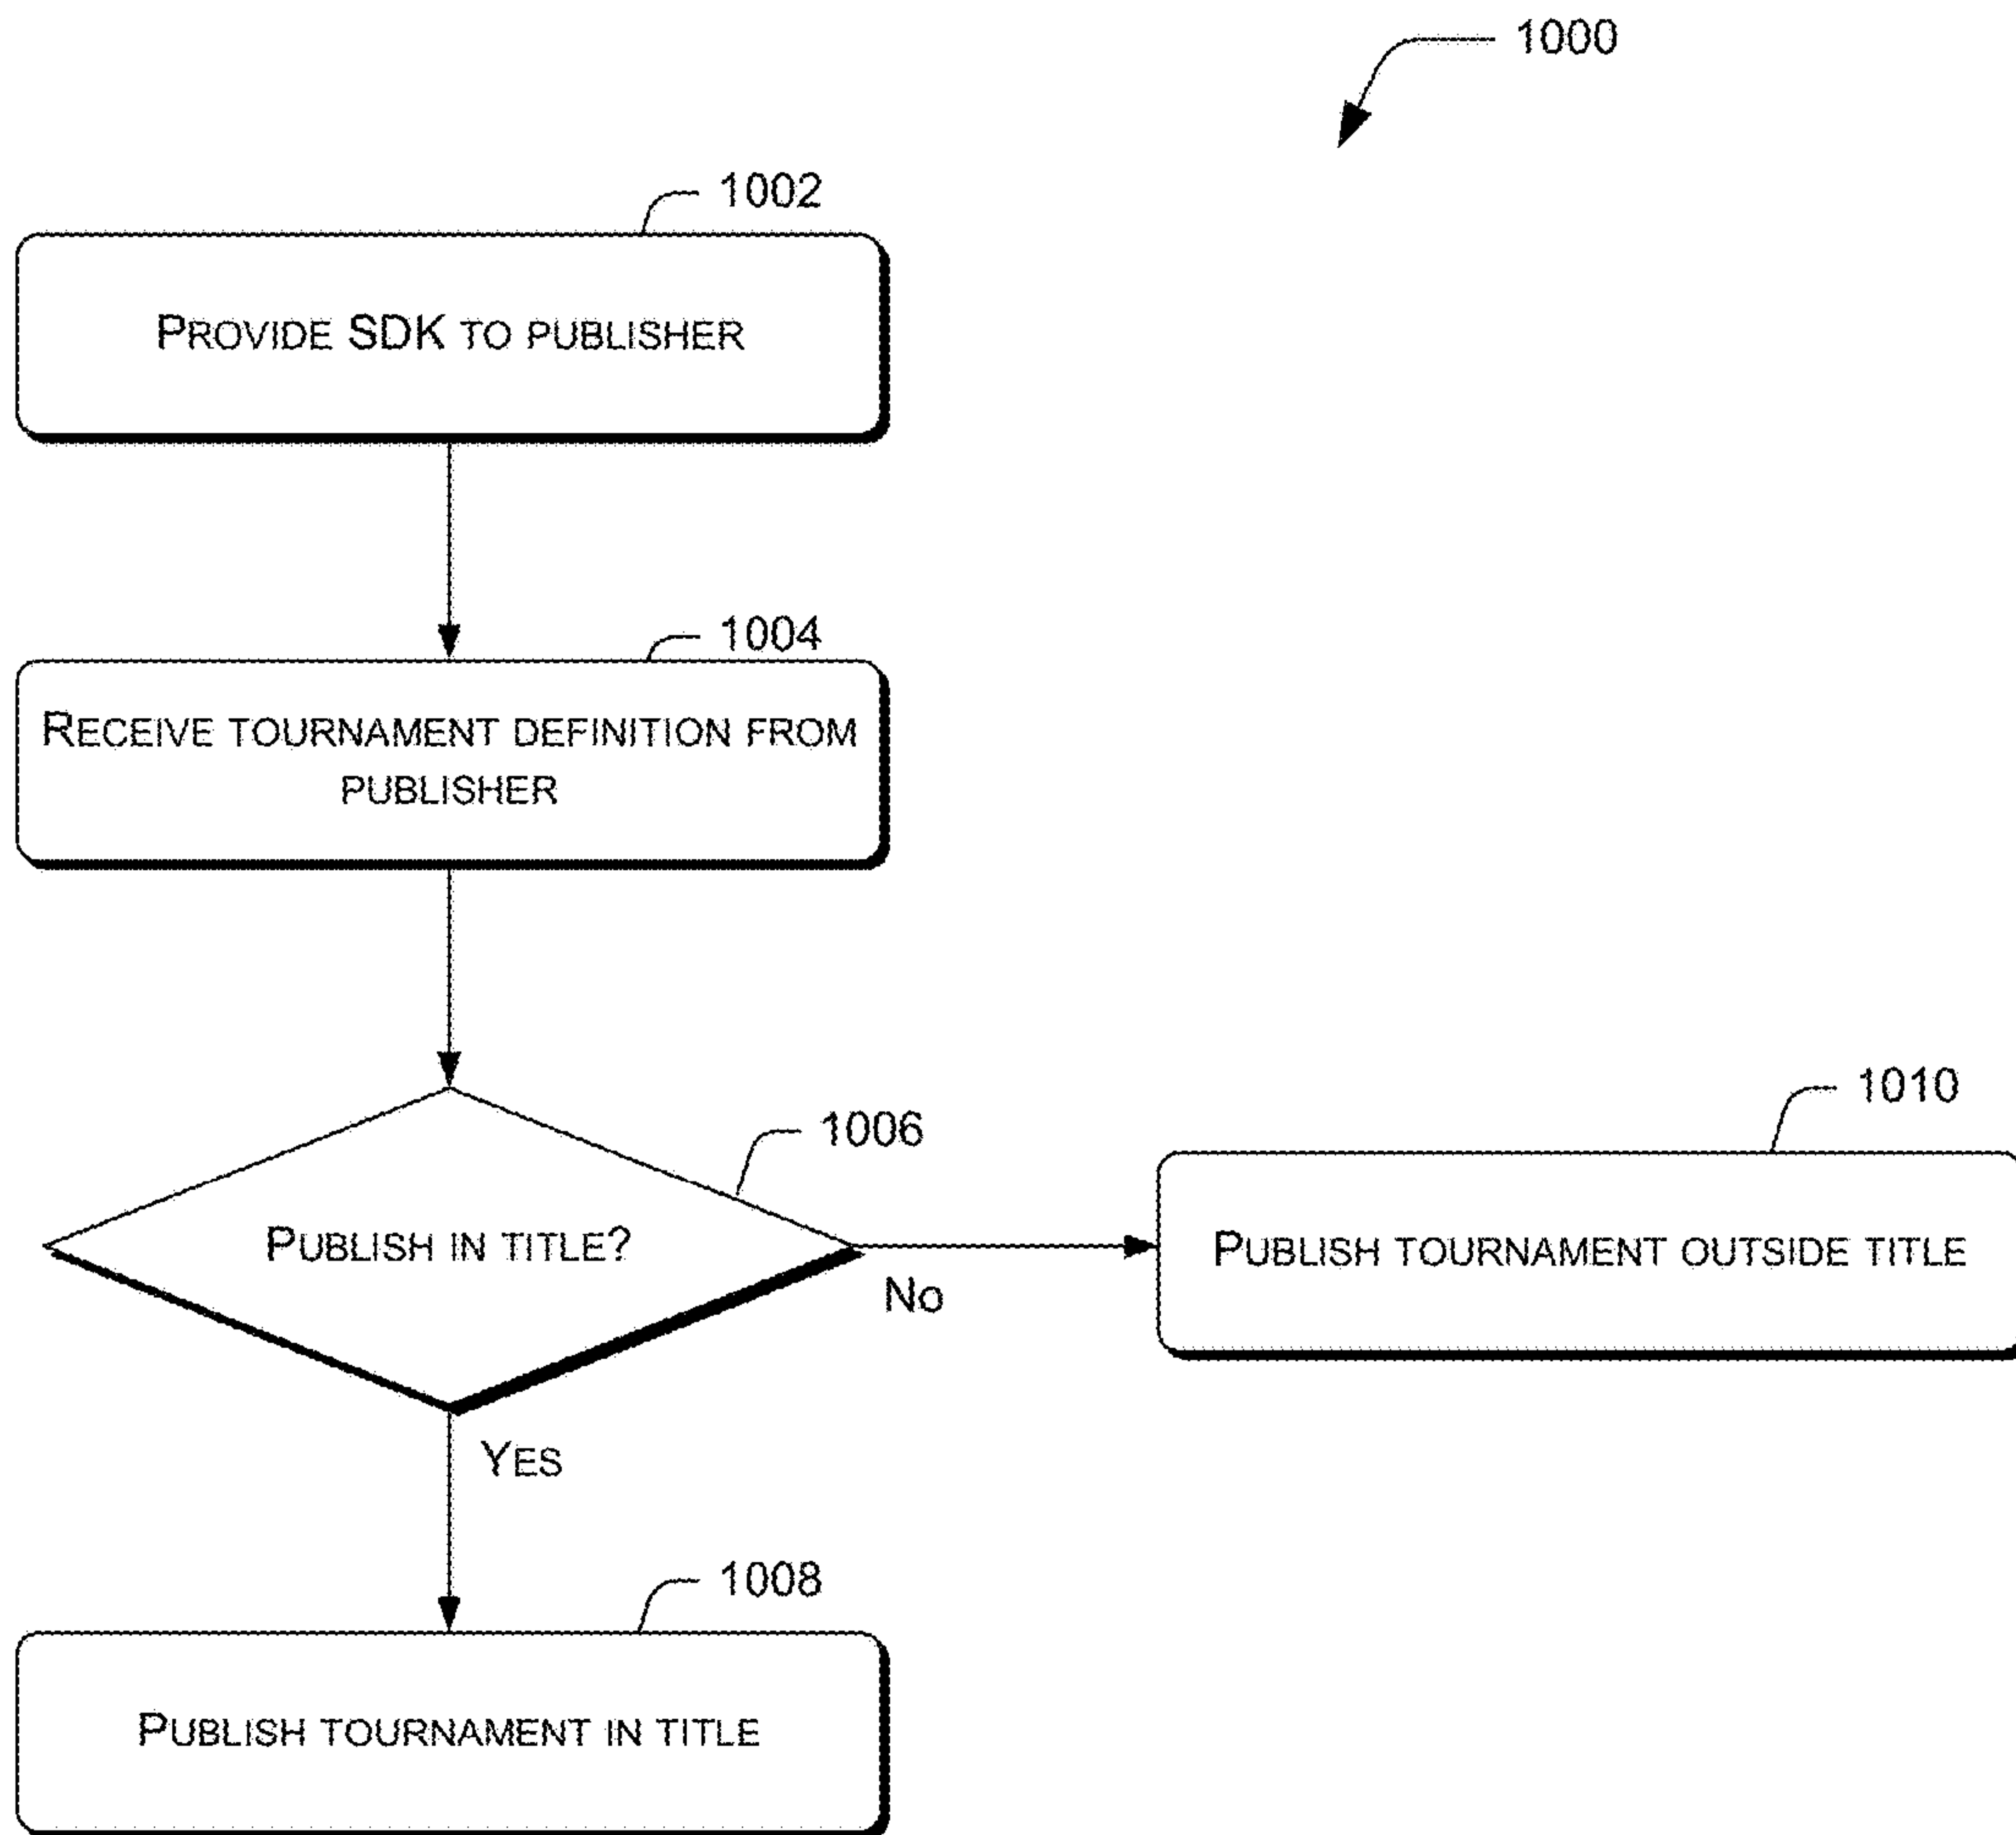 1000
1002
PROVIDE SDK TO PUBLISHER
1004
RECEIVE TOURNAMENT DEFINITION FROM
PUBLISHER
1006
PUBLISH IN TITLE?
NO
1010
PUBLISH TOURNAMENT OUTSIDE TITLE
YES
1008
PUBLISH TOURNAMENT IN TITLE